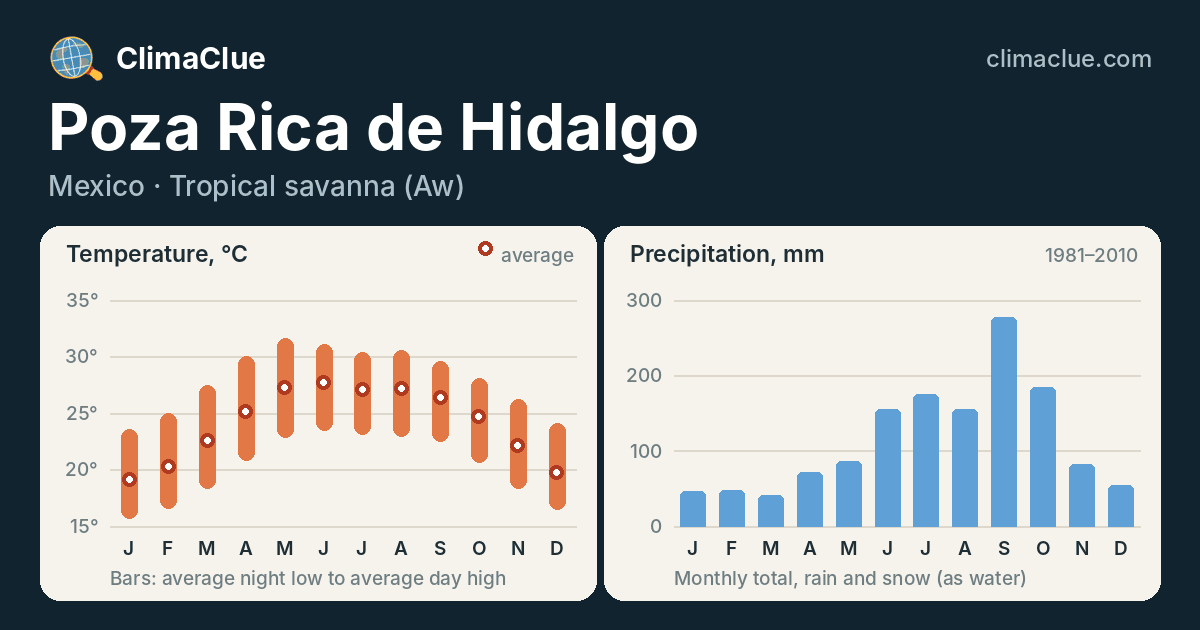 ClimaClue
climaclue.com
Poza Rica de Hidalgo
Mexico · Tropical savanna (Aw)
Temperature, °C
average
35°
30°
25°
20°
15°
J F M A M J J A S O N D
Bars: average night low to average day high
Precipitation, mm
1981–2010
300
200
100
0
J F M A M J J A S O N D
Monthly total, rain and snow (as water)